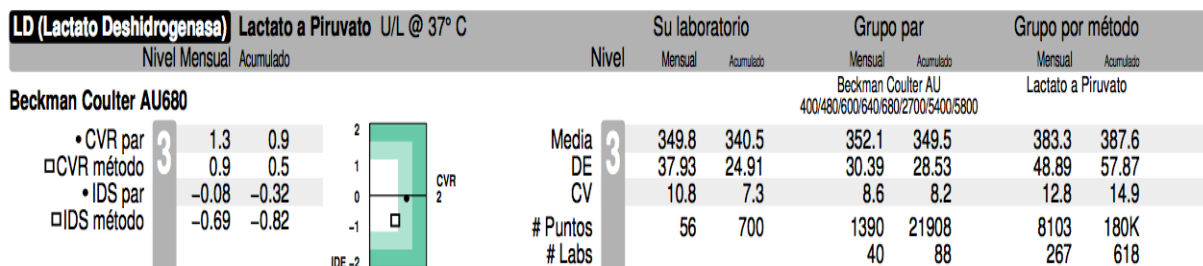 LD (Lactato Deshidrogenasa) Lactato a Piruvato U/L @ 37° C Su laboratorio Grupo par Grupo por método
Nivel Mensual Acumulado Nivel Mensual Acumulado Mensual Acumulado Mensual Acumulado
Beckman Coulter AU Lactato a Piruvato
400/480/600/640/680/2700/5400/5800
Beckman Coulter AU680
3
• CVR par 1.3 0.9
□CVR método 0.9 0.5
• IDS par −0.08 −0.32
□IDS método −0.69 −0.82
2
1
0
−1
IDE −2
CVR
2
3
Media 349.8 340.5 352.1 349.5 383.3 387.6
DE 37.93 24.91 30.39 28.53 48.89 57.87
CV 10.8 7.3 8.6 8.2 12.8 14.9
# Puntos 56 700 1390 21908 8103 180K
# Labs 40 88 267 618